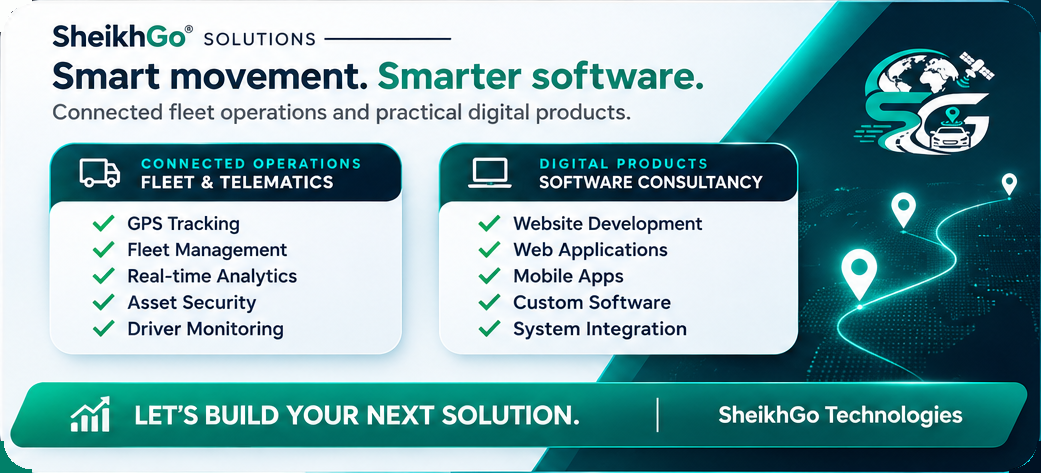 SheikhGo® SOLUTIONS
Smart movement. Smarter software.
Connected fleet operations and practical digital products.
CONNECTED OPERATIONS
FLEET & TELEMATICS
GPS Tracking
Fleet Management
Real-time Analytics
Asset Security
Driver Monitoring
DIGITAL PRODUCTS
SOFTWARE CONSULTANCY
Website Development
Web Applications
Mobile Apps
Custom Software
System Integration
SG
LET'S BUILD YOUR NEXT SOLUTION.
SheikhGo Technologies